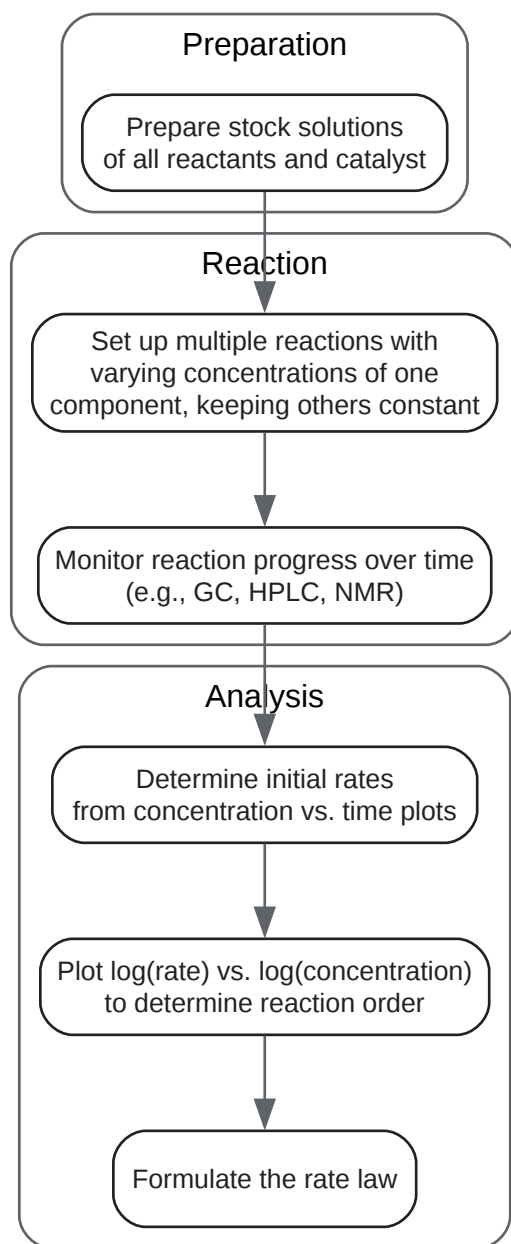 Preparation
Prepare stock solutions
of all reactants and catalyst
Reaction
Set up multiple reactions with
varying concentrations of one
component, keeping others constant
Monitor reaction progress over time
(e.g., GC, HPLC, NMR)
Analysis
Determine initial rates
from concentration vs. time plots
Plot log(rate) vs. log(concentration)
to determine reaction order
Formulate the rate law